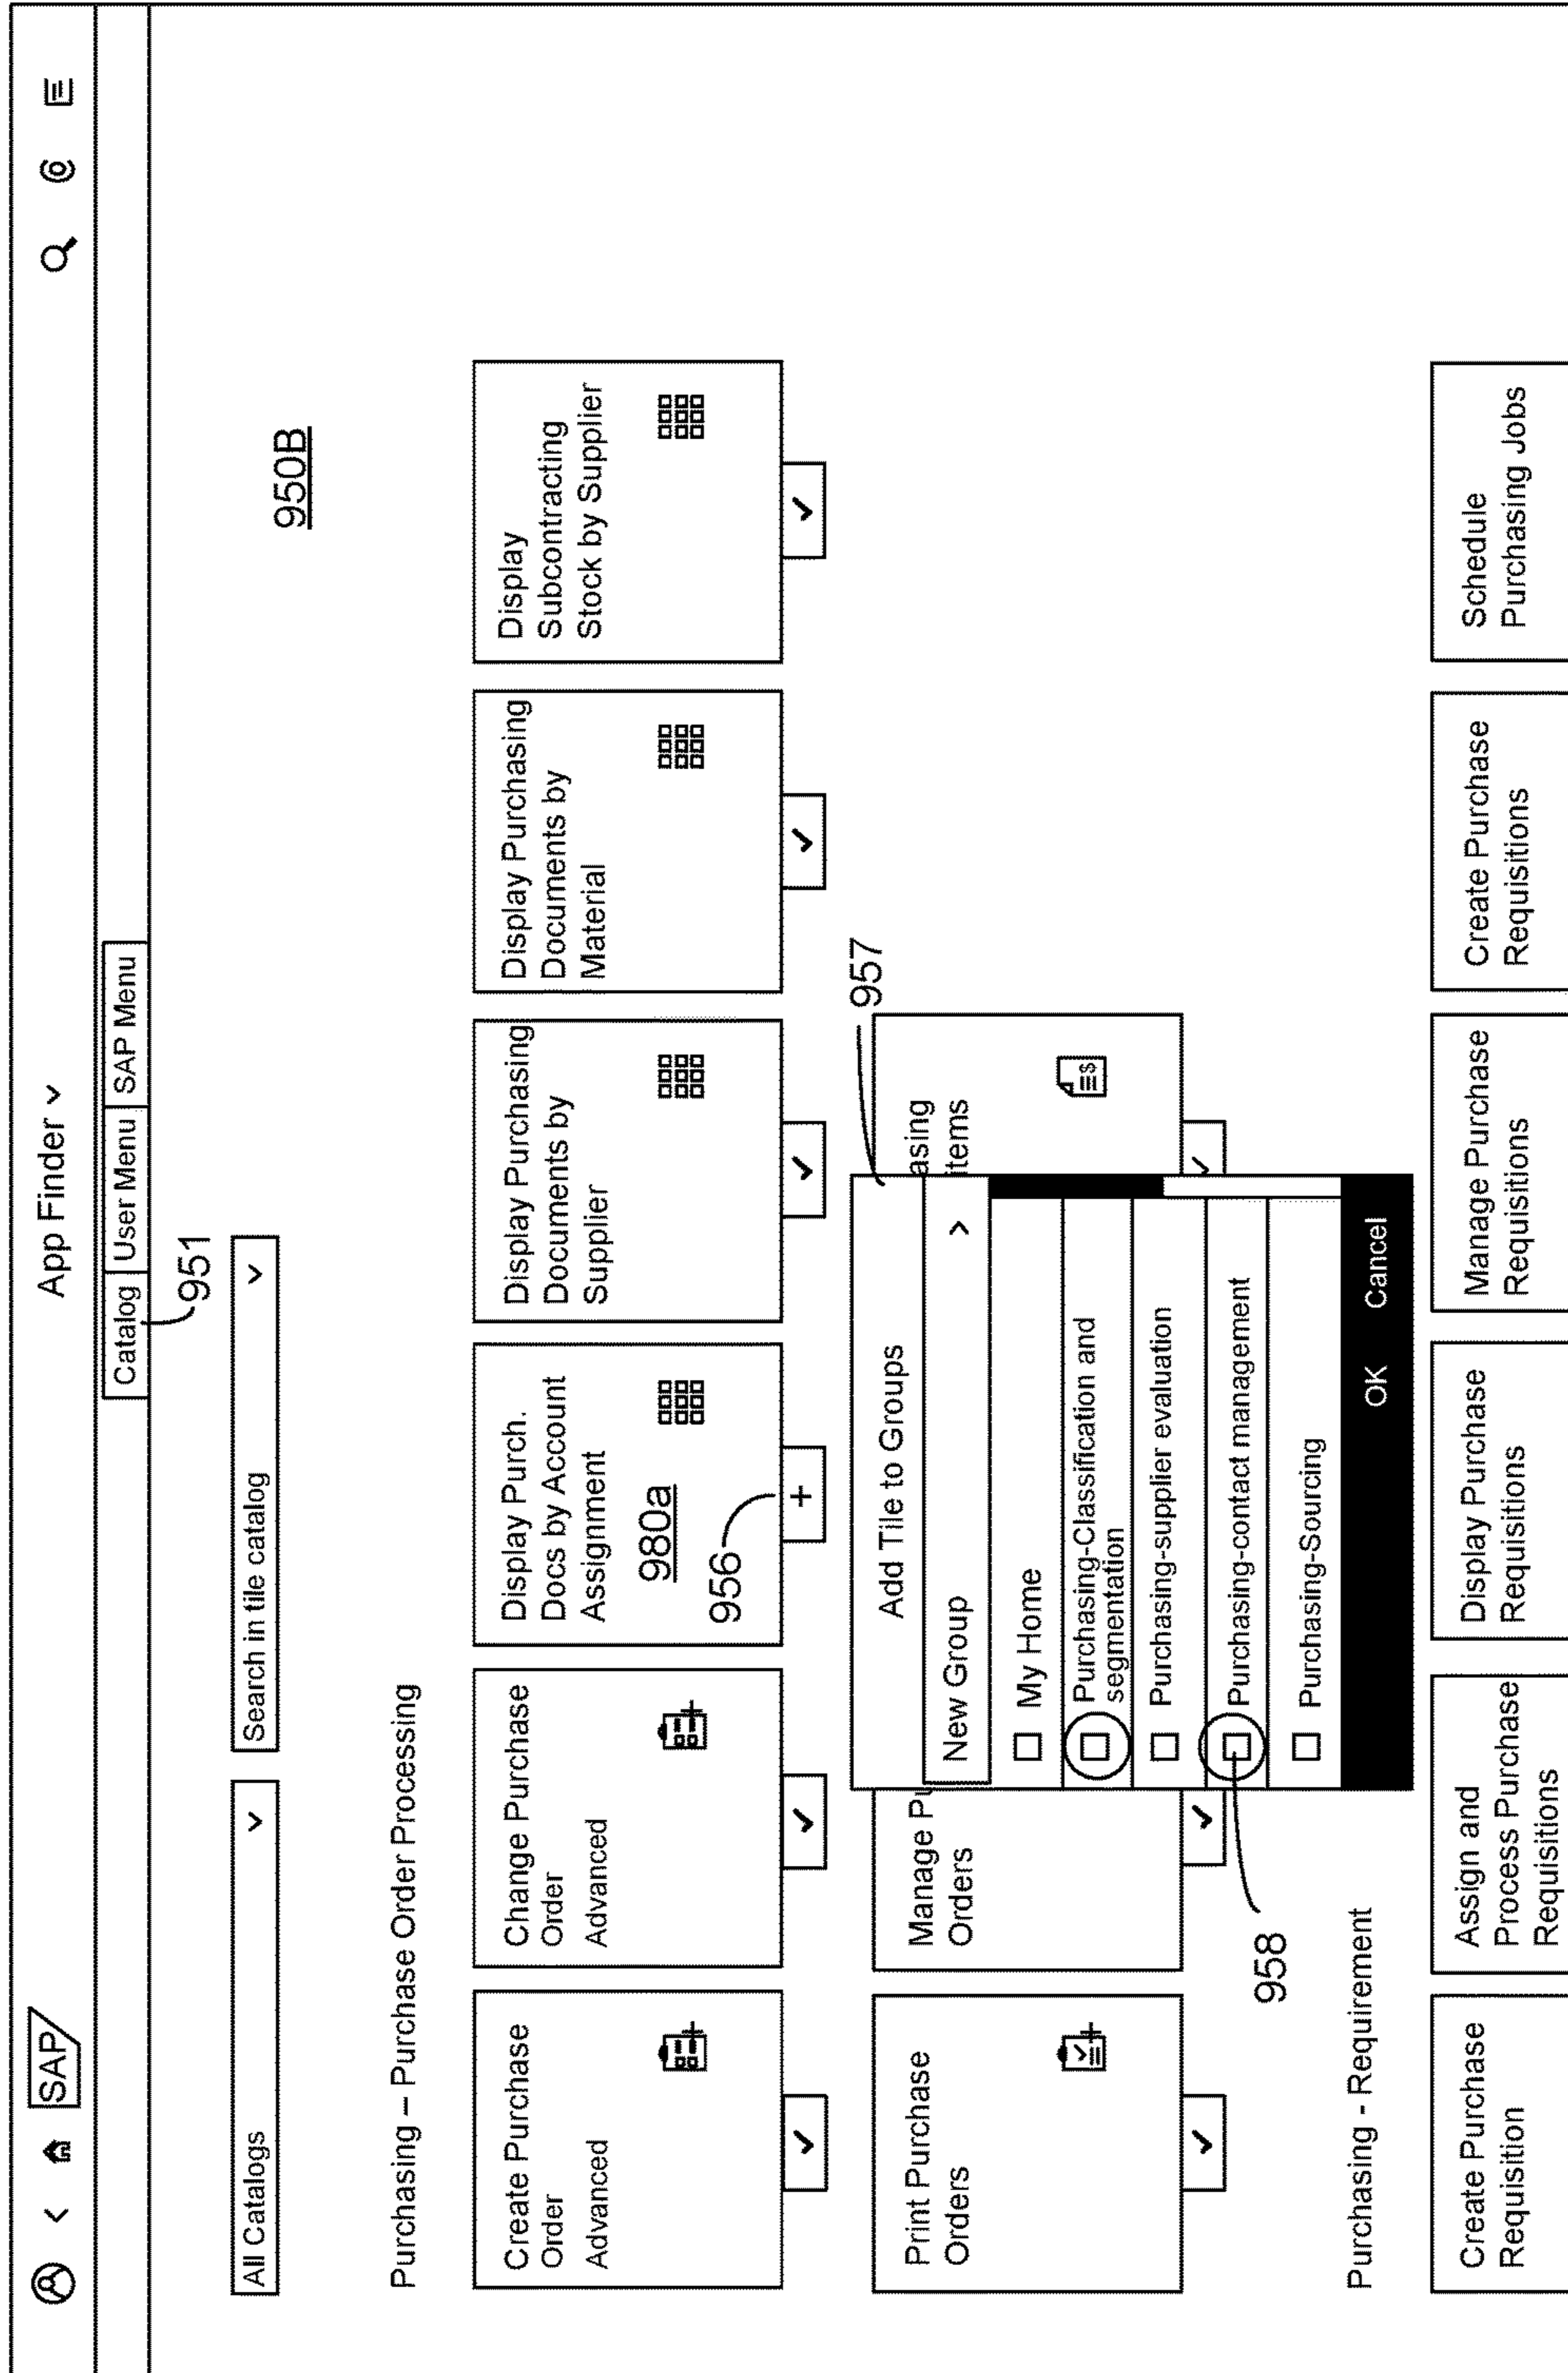 SAP
App Finder
Catalog
User Menu
SAP Menu
951
All Catalogs
Search in tile catalog
950B
Purchasing – Purchase Order Processing
Create Purchase
Order
Advanced
Change Purchase
Order
Advanced
Display Purch.
Docs by Account
Assignment
980a
956
+
Display Purchasing
Documents by
Supplier
Display Purchasing
Documents by
Material
Display
Subcontracting
Stock by Supplier
Print Purchase
Orders
Manage Pu
Orders
asing
items
957
Add Tile to Groups
New Group
My Home
Purchasing-Classification and
segmentation
Purchasing-supplier evaluation
Purchasing-contact management
Purchasing-Sourcing
OK Cancel
958
Purchasing - Requirement
Create Purchase
Requisition
Assign and
Process Purchase
Requisitions
Display Purchase
Requisitions
Manage Purchase
Requisitions
Create Purchase
Requisitions
Schedule
Purchasing Jobs